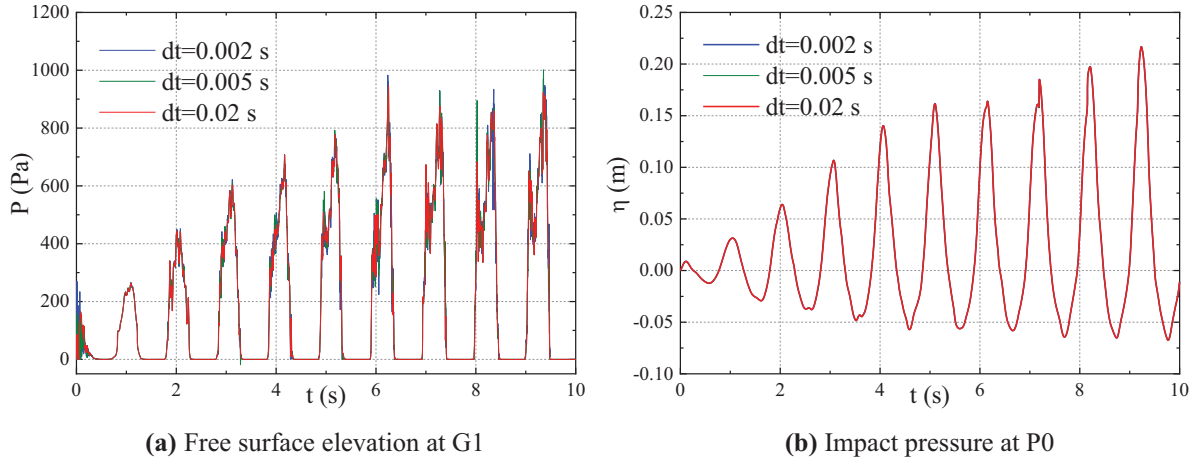 1200
1000
800
600
400
200
0
P (Pa)
dt=0.002 s
dt=0.005 s
dt=0.02 s
0 2 4 6 8 10
t (s)
(a) Free surface elevation at G1
0.25
0.20
0.15
0.10
0.05
0.00
-0.05
-0.10
η (m)
dt=0.002 s
dt=0.005 s
dt=0.02 s
0 2 4 6 8 10
t (s)
(b) Impact pressure at P0